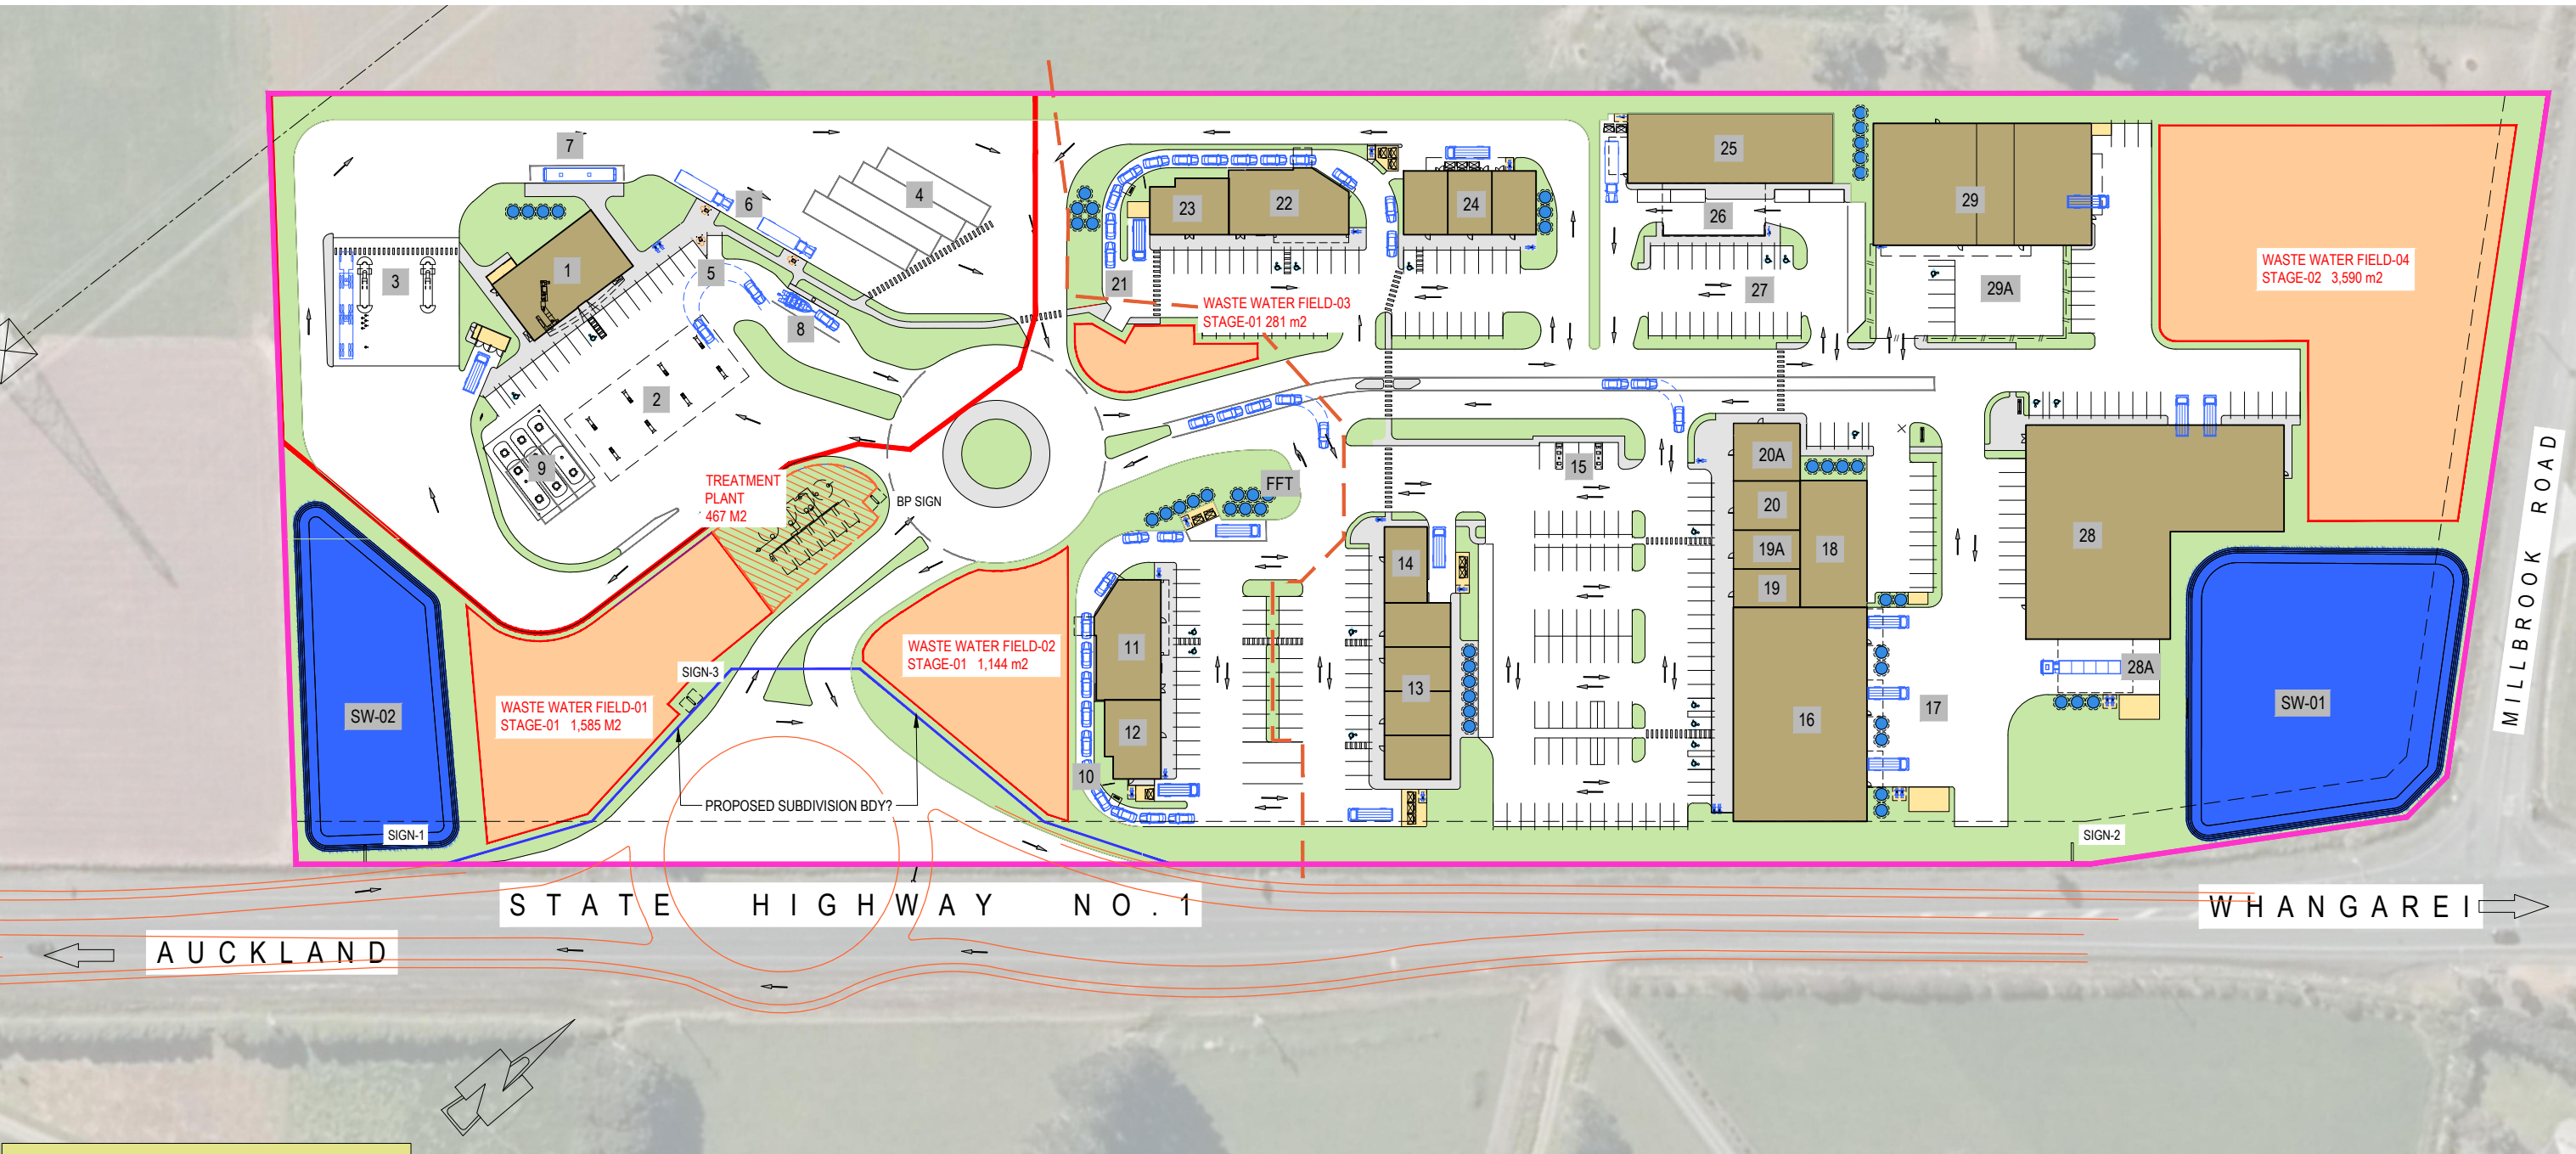 7
6
4
3
1
5
8
2
9
23
22
24
21
25
26
27
29
29A
WASTE WATER FIELD-03
STAGE-01 281 m2
WASTE WATER FIELD-04
STAGE-02 3,590 m2
TREATMENT
PLANT
467 M2
BP SIGN
FFT
15
14
13
11
12
10
20A
20
19A
19
18
16
17
28
28A
SW-01
SW-02
WASTE WATER FIELD-01
STAGE-01 1,585 M2
WASTE WATER FIELD-02
STAGE-01 1,144 m2
SIGN-3
PROPOSED SUBDIVISION BDY?
SIGN-1
SIGN-2
MILLBROOK ROAD
STATE HIGHWAY NO.1
WHANGAREI
AUCKLAND